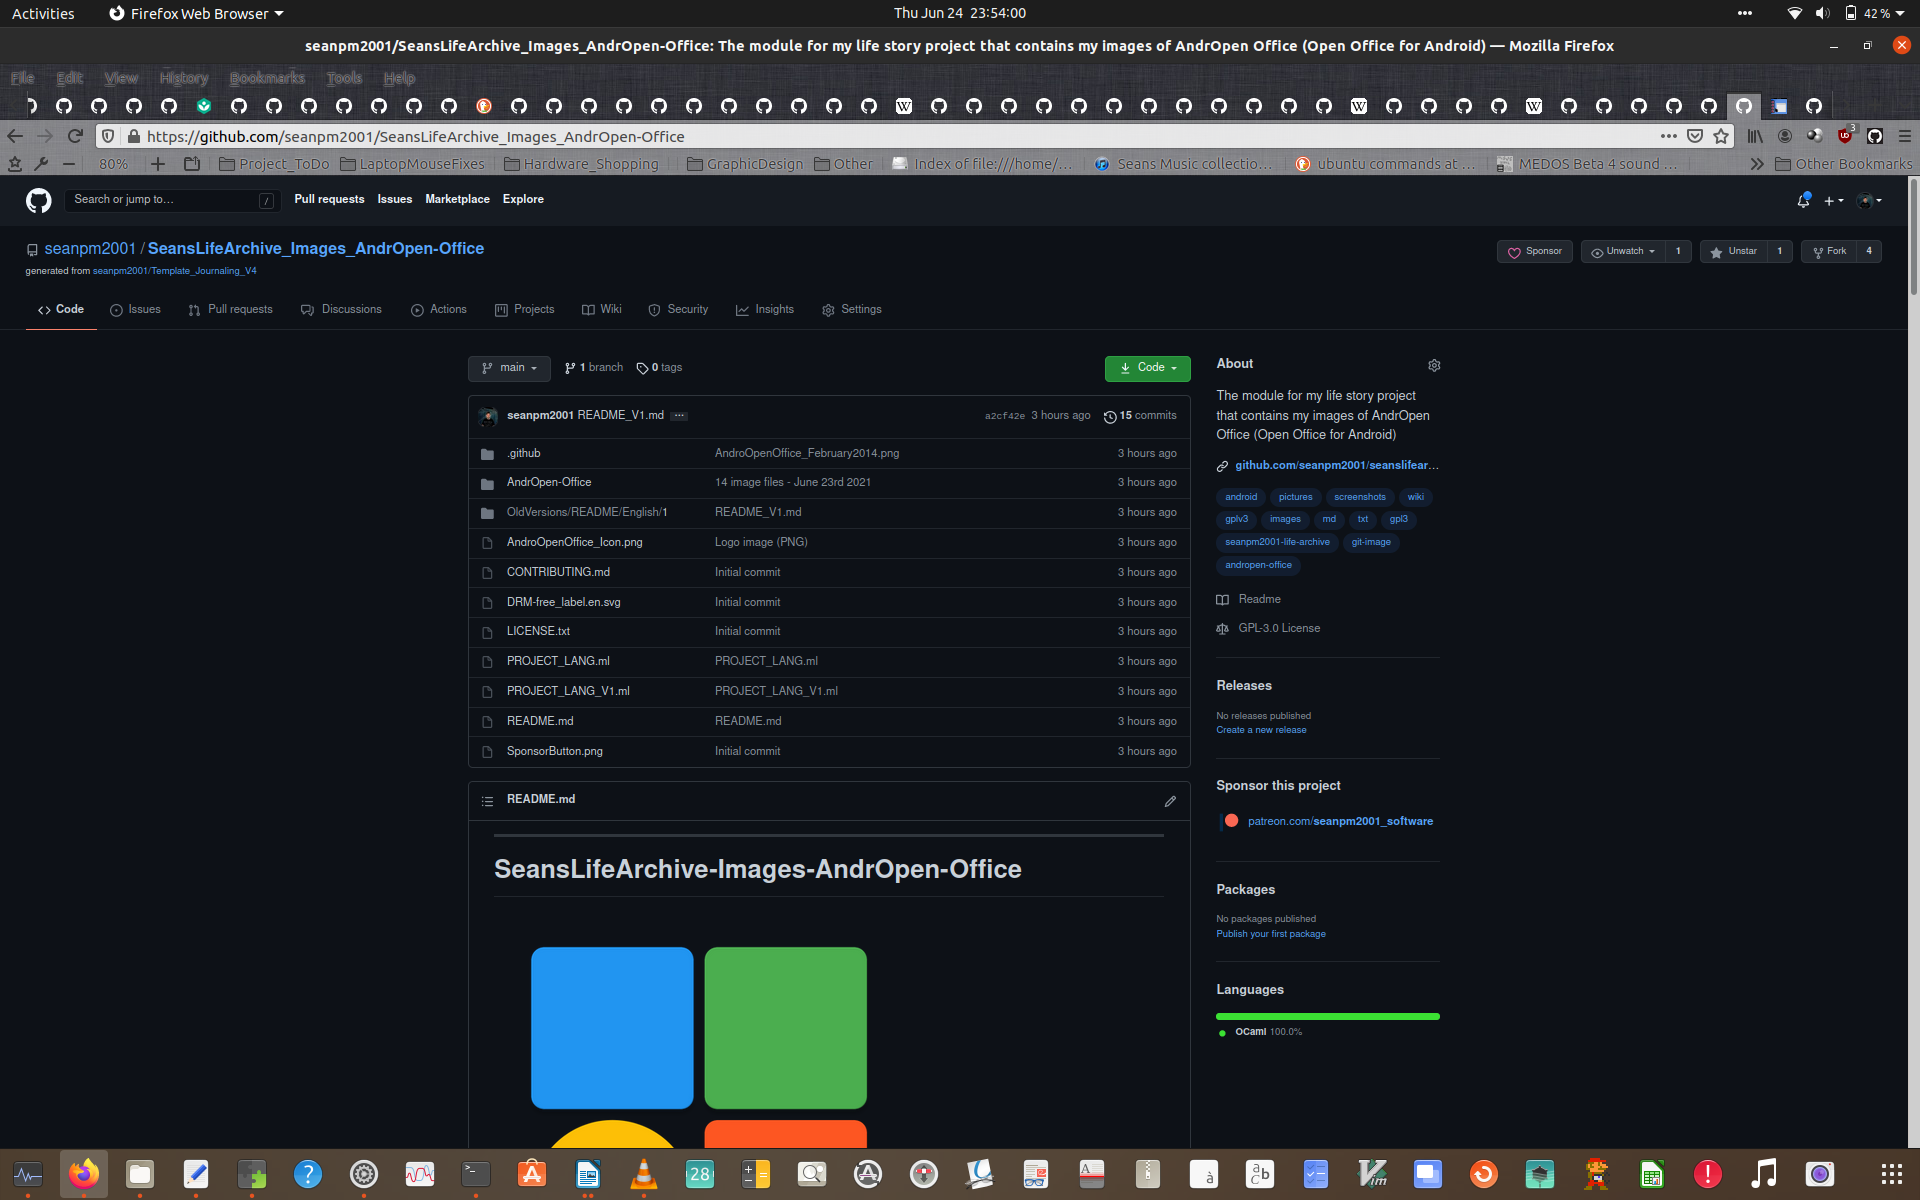 Activities Firefox Web Browser Thu Jun 24 23:54:00 42 %
seanpm2001/SeansLifeArchive_Images_AndrOpen-Office: The module for my life story project that contains my images of AndrOpen Office (Open Office for Android) — Mozilla Firefox
File Edit View History Bookmarks Tools Help
https://github.com/seanpm2001/SeansLifeArchive_Images_AndrOpen-Office 3
80% Project_ToDo LaptopMouseFixes Hardware_Shopping GraphicDesign Other Index of file:///home/... Seans Music collectio... ubuntu commands at ... MEDOS Beta 4 sound ... Other Bookmarks
Search or jump to... / Pull requests Issues Marketplace Explore
seanpm2001 / SeansLifeArchive_Images_AndrOpen-Office Sponsor Unwatch 1 Unstar 1 Fork 4
generated from seanpm2001/Template_Journaling_V4
Code Issues Pull requests Discussions Actions Projects Wiki Security Insights Settings
main 1 branch 0 tags Code
seanpm2001 README_V1.md ... a2cf42e 3 hours ago 15 commits
.github AndroOpenOffice_February2014.png 3 hours ago
AndrOpen-Office 14 image files - June 23rd 2021 3 hours ago
OldVersions/README/English/1 README_V1.md 3 hours ago
AndroOpenOffice_Icon.png Logo image (PNG) 3 hours ago
CONTRIBUTING.md Initial commit 3 hours ago
DRM-free_label.en.svg Initial commit 3 hours ago
LICENSE.txt Initial commit 3 hours ago
PROJECT_LANG.ml PROJECT_LANG.ml 3 hours ago
PROJECT_LANG_V1.ml PROJECT_LANG_V1.ml 3 hours ago
README.md README.md 3 hours ago
SponsorButton.png Initial commit 3 hours ago
README.md
SeansLifeArchive-Images-AndrOpen-Office
About
The module for my life story project
that contains my images of AndrOpen
Office (Open Office for Android)
github.com/seanpm2001/seanslifear...
android pictures screenshots wiki
gplv3 images md txt gpl3
seanpm2001-life-archive git-image
andropen-office
Readme
GPL-3.0 License
Releases
No releases published
Create a new release
Sponsor this project
patreon.com/seanpm2001_software
Packages
No packages published
Publish your first package
Languages
OCaml 100.0%
28